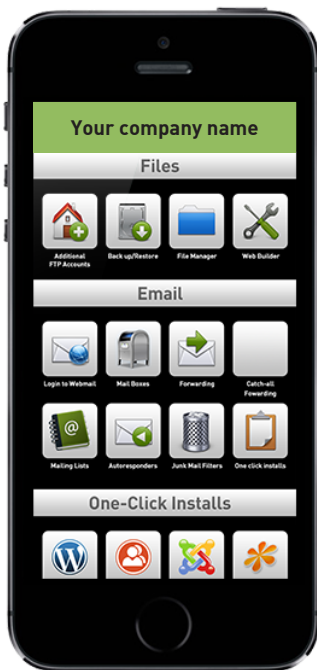 Your company name
Files
Additional
FTP Accounts
Back up/Restore
File Manager
Web Builder
Email
Login to Webmail
Mail Boxes
Forwarding
Catch-all
Fowarding
Mailing Lists
Autoresponders
Junk Mail Filters
One click installs
One-Click Installs